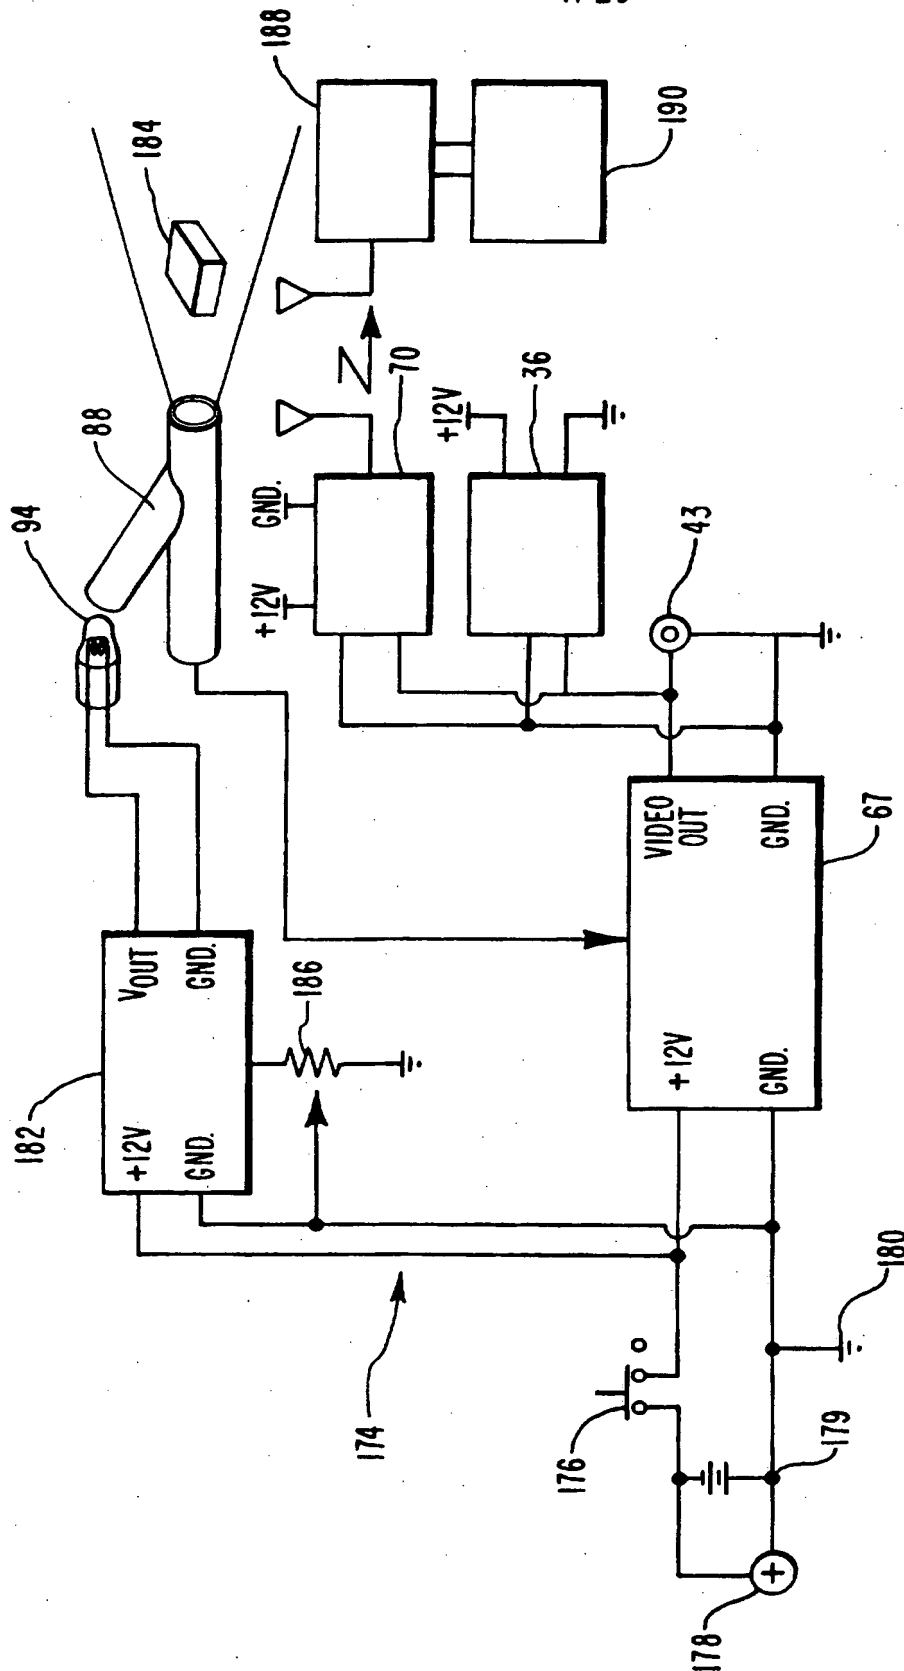 188
184
88
94
182
+12V
GND.
VOUT
GND.
186
+12V
GND.
70
+12V
36
190
43
174
176
178
179
180
+12V
GND.
VIDEO
OUT
GND.
67